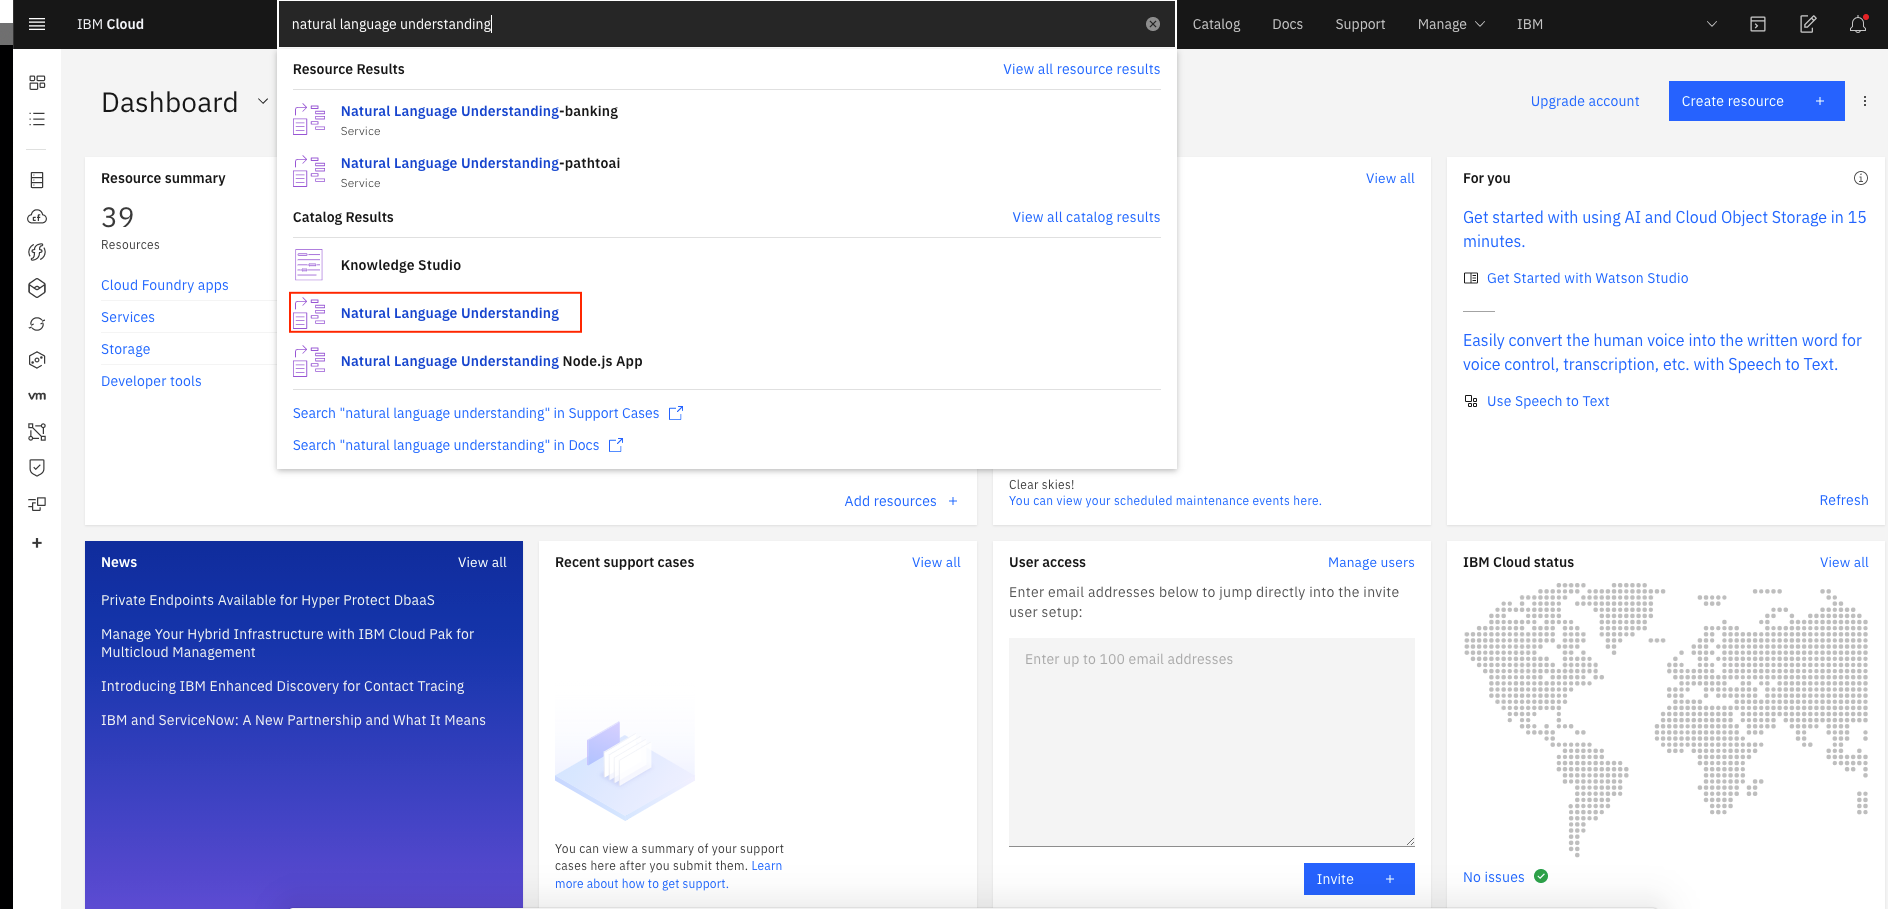 IBM Cloud
natural language understanding
Catalog
Docs
Support
Manage
IBM
Resource Results
View all resource results
Natural Language Understanding-banking
Service
Natural Language Understanding-pathtoai
Service
Catalog Results
View all catalog results
Knowledge Studio
Natural Language Understanding
Natural Language Understanding Node.js App
Search "natural language understanding" in Support Cases
Search "natural language understanding" in Docs
Dashboard
Upgrade account
Create resource +
Resource summary
39
Resources
Cloud Foundry apps
Services
Storage
Developer tools
Add resources +
vm
View all
Clear skies!
You can view your scheduled maintenance events here.
For you
Get started with using AI and Cloud Object Storage in 15
minutes.
Get Started with Watson Studio
Easily convert the human voice into the written word for
voice control, transcription, etc. with Speech to Text.
Use Speech to Text
Refresh
News
View all
Private Endpoints Available for Hyper Protect DbaaS
Manage Your Hybrid Infrastructure with IBM Cloud Pak for
Multicloud Management
Introducing IBM Enhanced Discovery for Contact Tracing
IBM and ServiceNow: A New Partnership and What It Means
Recent support cases
View all
You can view a summary of your support
cases here after you submit them. Learn
more about how to get support.
User access
Manage users
Enter email addresses below to jump directly into the invite
user setup:
Enter up to 100 email addresses
Invite +
IBM Cloud status
View all
No issues